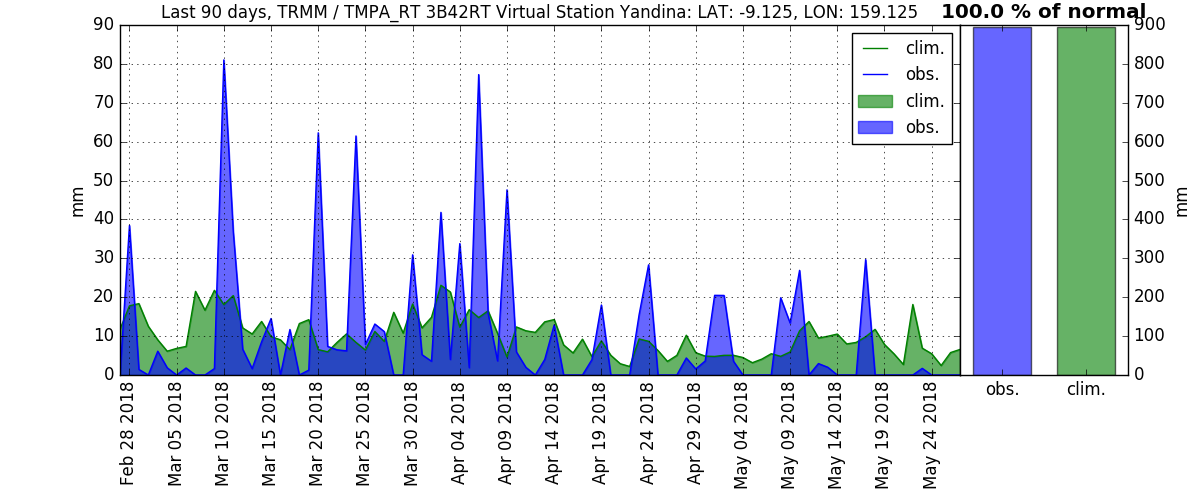 Last 90 days, TRMM / TMPA_RT 3B42RT Virtual Station Yandina: LAT: -9.125, LON: 159.125
100.0 % of normal
90
80
70
60
50
40
30
20
10
0
mm
clim.
obs.
clim.
obs.
900
800
700
600
500
400
300
200
100
0
mm
obs.
clim.
Feb 28 2018
Mar 05 2018
Mar 10 2018
Mar 15 2018
Mar 20 2018
Mar 25 2018
Mar 30 2018
Apr 04 2018
Apr 09 2018
Apr 14 2018
Apr 19 2018
Apr 24 2018
Apr 29 2018
May 04 2018
May 09 2018
May 14 2018
May 19 2018
May 24 2018